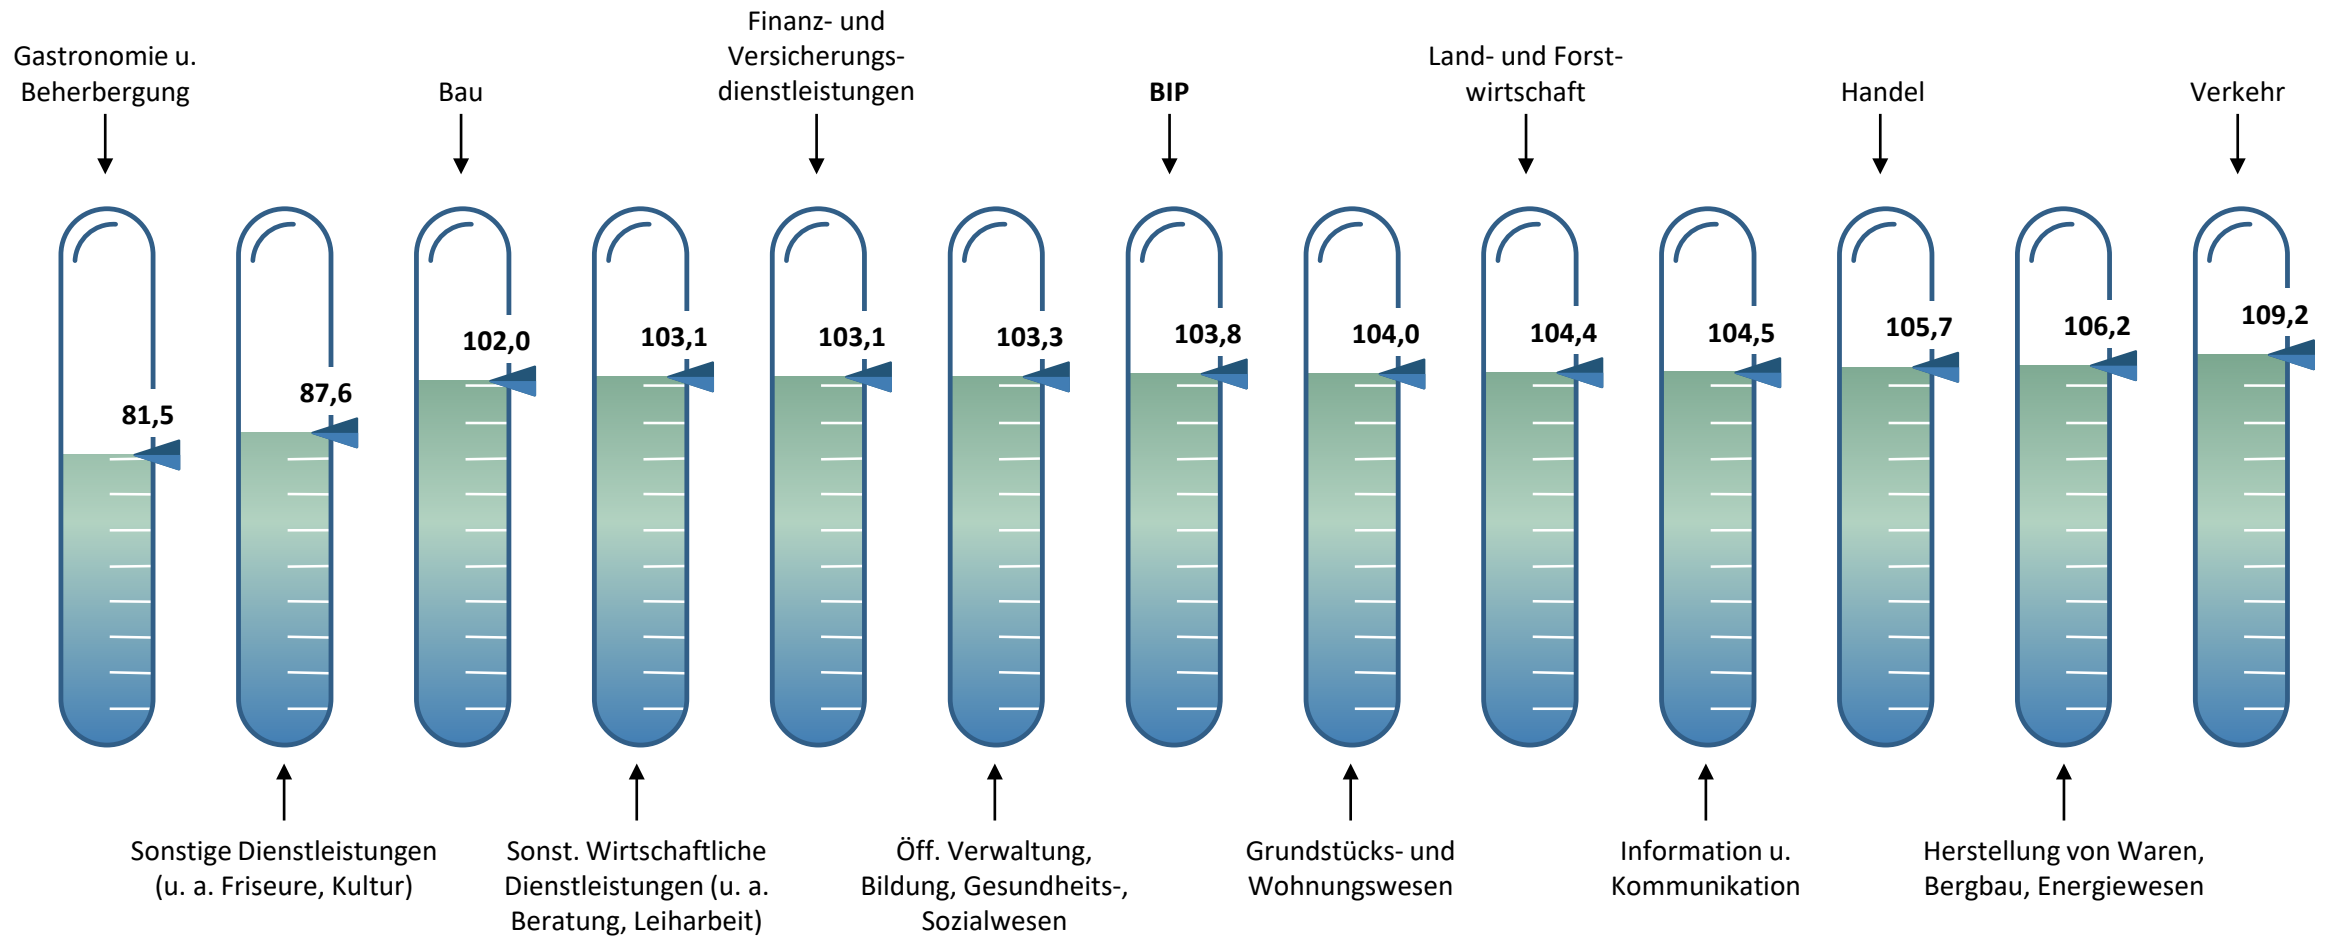 Gastronomie u.
Beherbergung
Bau
Finanz- und
Versicherungs-
dienstleistungen
BIP
Land- und Forst-
wirtschaft
Handel
Verkehr
81,5
87,6
102,0
103,1
103,1
103,3
103,8
104,0
104,4
104,5
105,7
106,2
109,2
Sonstige Dienstleistungen
(u. a. Friseure, Kultur)
Sonst. Wirtschaftliche
Dienstleistungen (u. a.
Beratung, Leiharbeit)
Öff. Verwaltung,
Bildung, Gesundheits-,
Sozialwesen
Grundstücks- und
Wohnungswesen
Information u.
Kommunikation
Herstellung von Waren,
Bergbau, Energiewesen